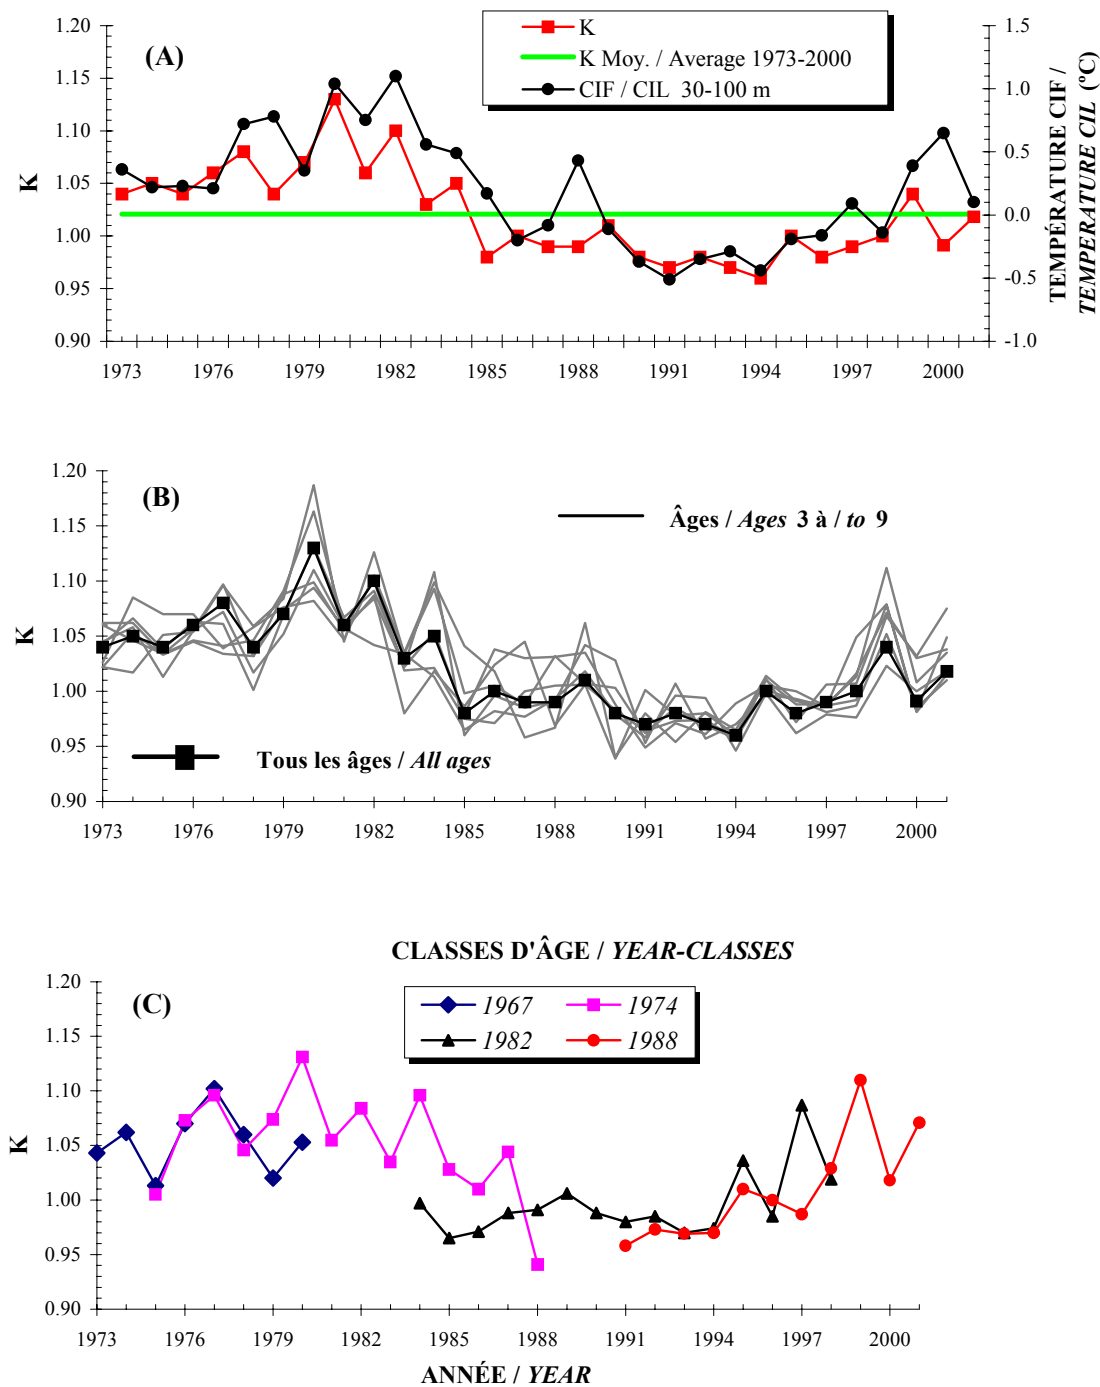 (A)
K
K Moy. / Average 1973-2000
CIF / CIL 30-100 m
1.20
1.15
1.10
1.05
1.00
0.95
0.90
K
1.5
1.0
0.5
0.0
-0.5
-1.0
TEMPÉRATURE CIF /
TEMPERATURE CIL (°C)
1973 1976 1979 1982 1985 1988 1991 1994 1997 2000
(B)
Âges / Ages 3 à / to 9
1.20
1.15
1.10
1.05
1.00
0.95
0.90
K
Tous les âges / All ages
1973 1976 1979 1982 1985 1988 1991 1994 1997 2000
CLASSES D'ÂGE / YEAR-CLASSES
(C)
1967 1974
1982 1988
1.20
1.15
1.10
1.05
1.00
0.95
0.90
K
1973 1976 1979 1982 1985 1988 1991 1994 1997 2000
ANNÉE / YEAR